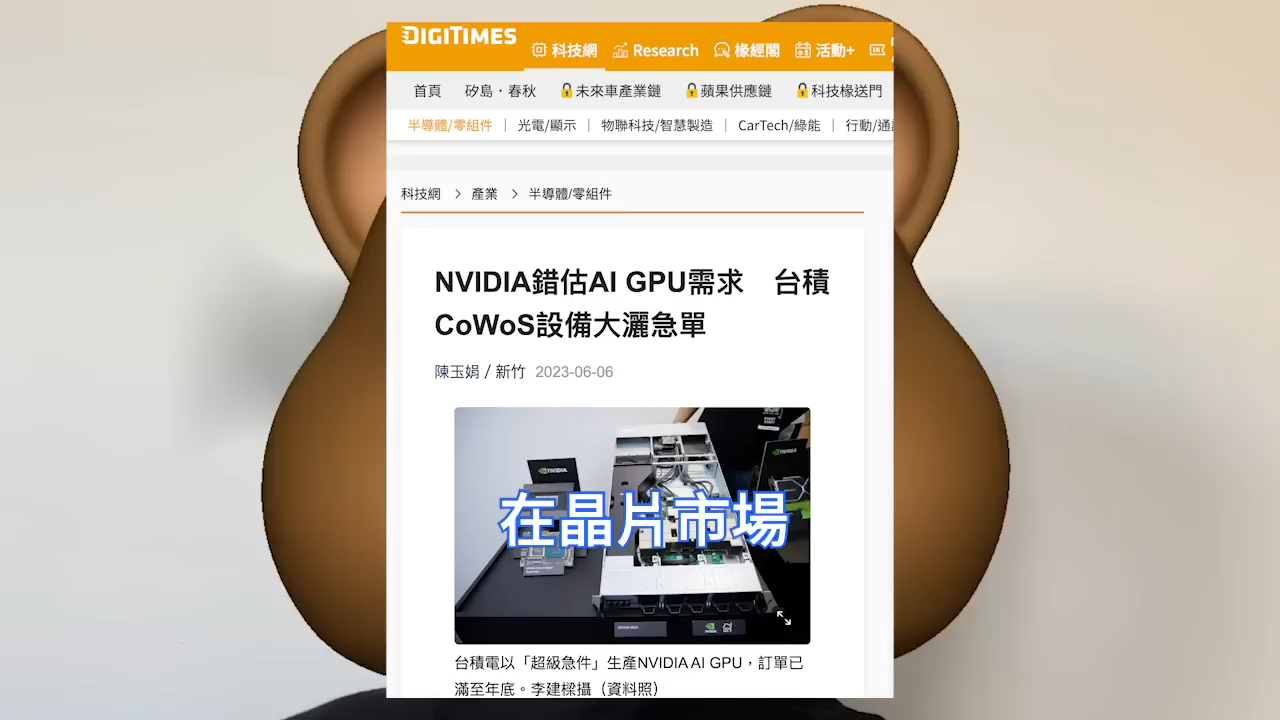 DIGITIMES
科技網
Research
椽經閣
活動+
首頁
矽島・春秋
未來車產業鏈
蘋果供應鏈
科技椽送門
半導體/零組件
光電/顯示
物聯科技/智慧製造
CarTech/綠能
行動/通
科技網 > 產業 > 半導體/零組件
NVIDIA錯估AI GPU需求　台積
CoWoS設備大灑急單
陳玉娟 / 新竹 2023-06-06
NVIDIA
在晶片市場
台積電以「超級急件」生產NVIDIA AI GPU，訂單已
滿至年底。李建樑攝（資料照）